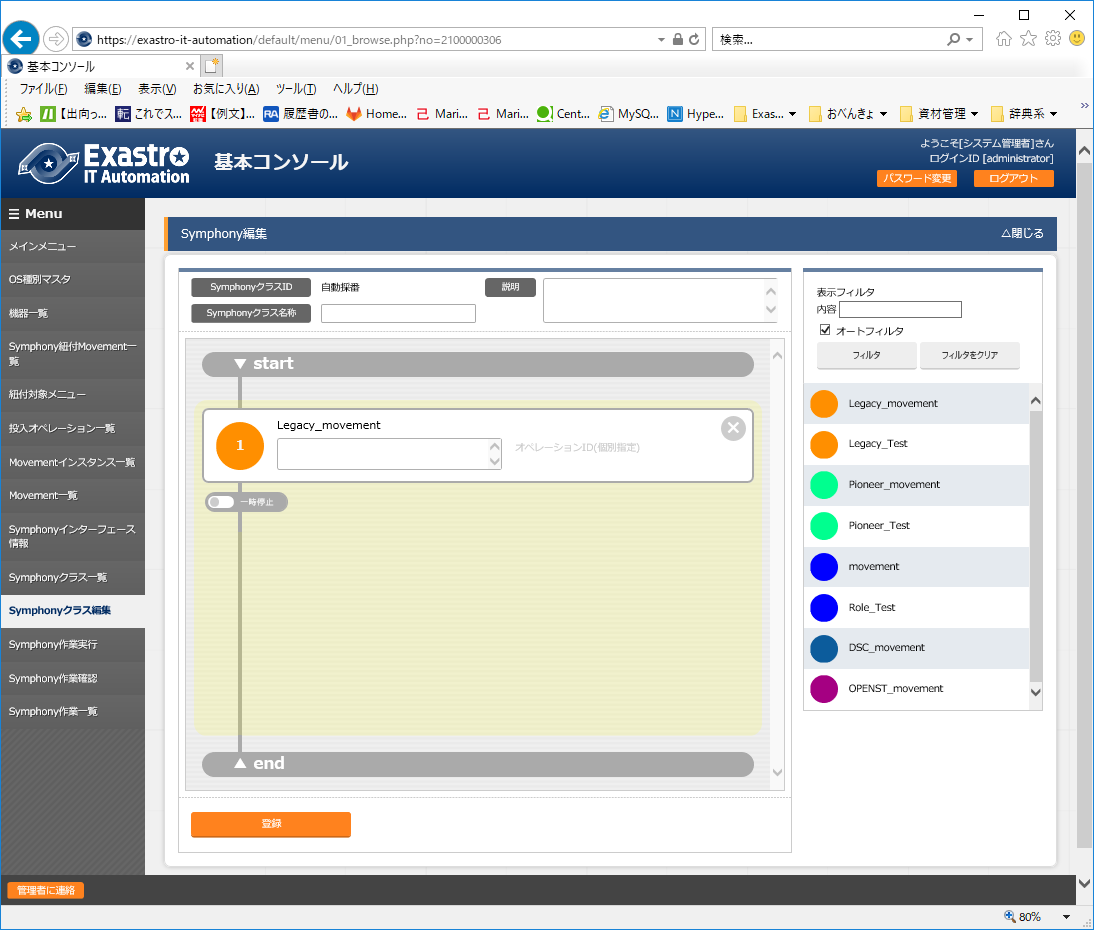 https://exastro-it-automation/default/menu/01_browse.php?no=2100000306
検索...
基本コンソール
ファイル(F) 編集(E) 表示(V) お気に入り(A) ツール(T) ヘルプ(H)
【出向っ... これでス... 【例文】... 履歴書の... Home... Mari... Mari... Cent... MySQ... Hype... Exas... おべんきょ 資材管理 辞典系
Exastro
IT Automation
基本コンソール
ようこそ[システム管理者]さん
ログインID [administrator]
パスワード変更 ログアウト
Menu
メインメニュー
OS種別マスタ
機器一覧
Symphony紐付Movement一
覧
紐付対象メニュー
投入オペレーション一覧
Movementインスタンス一覧
Movement一覧
Symphonyインターフェース
情報
Symphonyクラス一覧
Symphonyクラス編集
Symphony作業実行
Symphony作業確認
Symphony作業一覧
Symphony編集
△閉じる
SymphonyクラスID 自動採番 説明
Symphonyクラス名称
▼ start
1
Legacy_movement
オペレーションID(個別指定)
一時停止
▲ end
登録
表示フィルタ
内容
オートフィルタ
フィルタ フィルタをクリア
Legacy_movement
Legacy_Test
Pioneer_movement
Pioneer_Test
movement
Role_Test
DSC_movement
OPENST_movement
管理者に連絡
80%